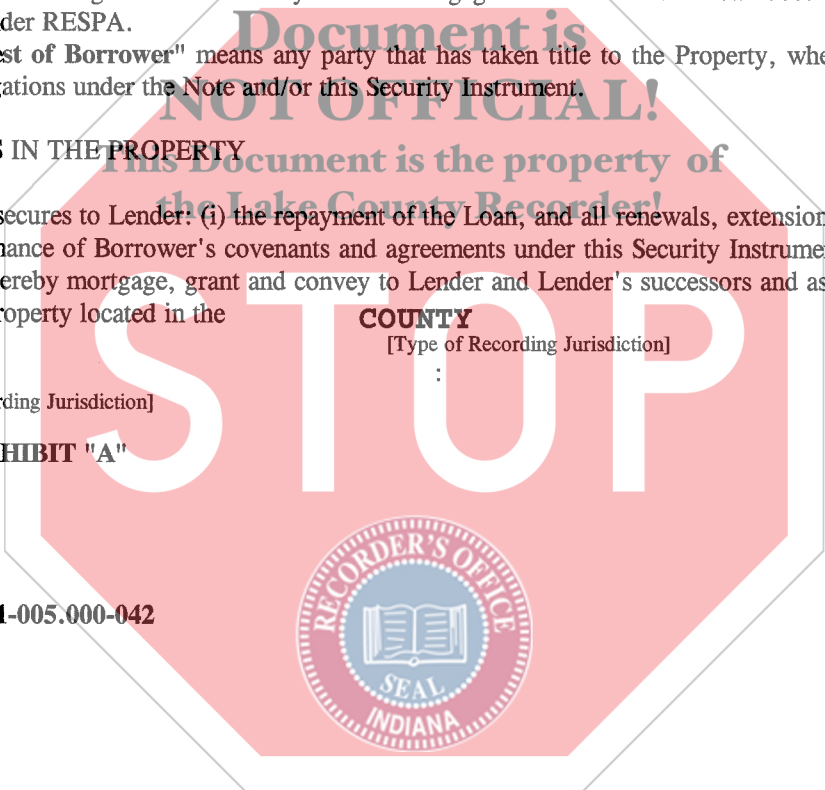 der RESPA.
Document is
est of Borrower" means any party that has taken title to the Property, whe
ations under the Note and/or this Security Instrument.
NOT OFFICIAL!
IN THE PROPERTY
This Document is the property of
the Lake County Recorder!
secures to Lender: (i) the repayment of the Loan, and all renewals, extension
ance of Borrower's covenants and agreements under this Security Instrume
ereby mortgage, grant and convey to Lender and Lender's successors and as
roperty located in the COUNTY
[Type of Recording Jurisdiction]
:
rding Jurisdiction]
STOP
HIBIT "A"
RECORDER'S OFFICE
SEAL
INDIANA
1-005.000-042